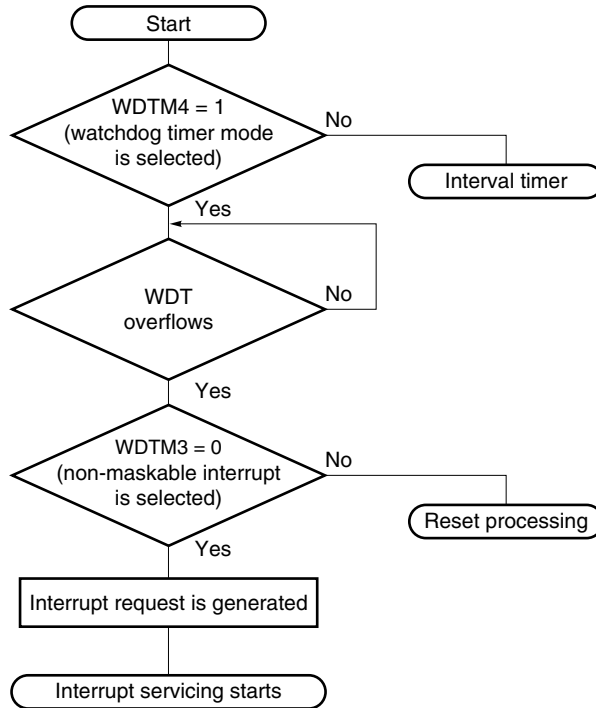 Start
WDTM4 = 1
(watchdog timer mode
is selected)
No
Interval timer
Yes
WDT
overflows
No
Yes
WDTM3 = 0
(non-maskable interrupt
is selected)
No
Reset processing
Yes
Interrupt request is generated
Interrupt servicing starts